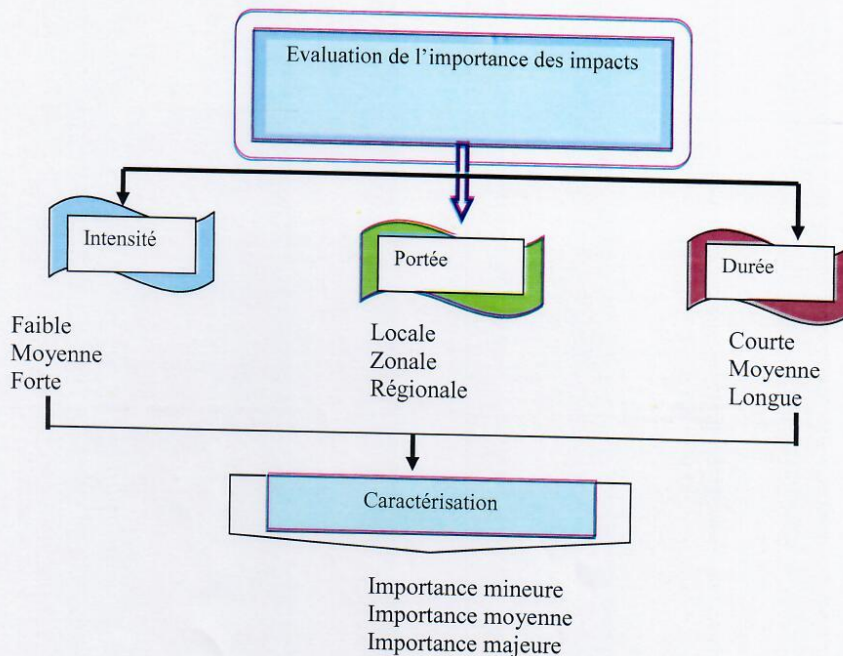 Evaluation de l'importance des impacts
Intensité
Portée
Durée
Faible
Moyenne
Forte
Locale
Zonale
Régionale
Courte
Moyenne
Longue
Caractérisation
Importance mineure
Importance moyenne
Importance majeure